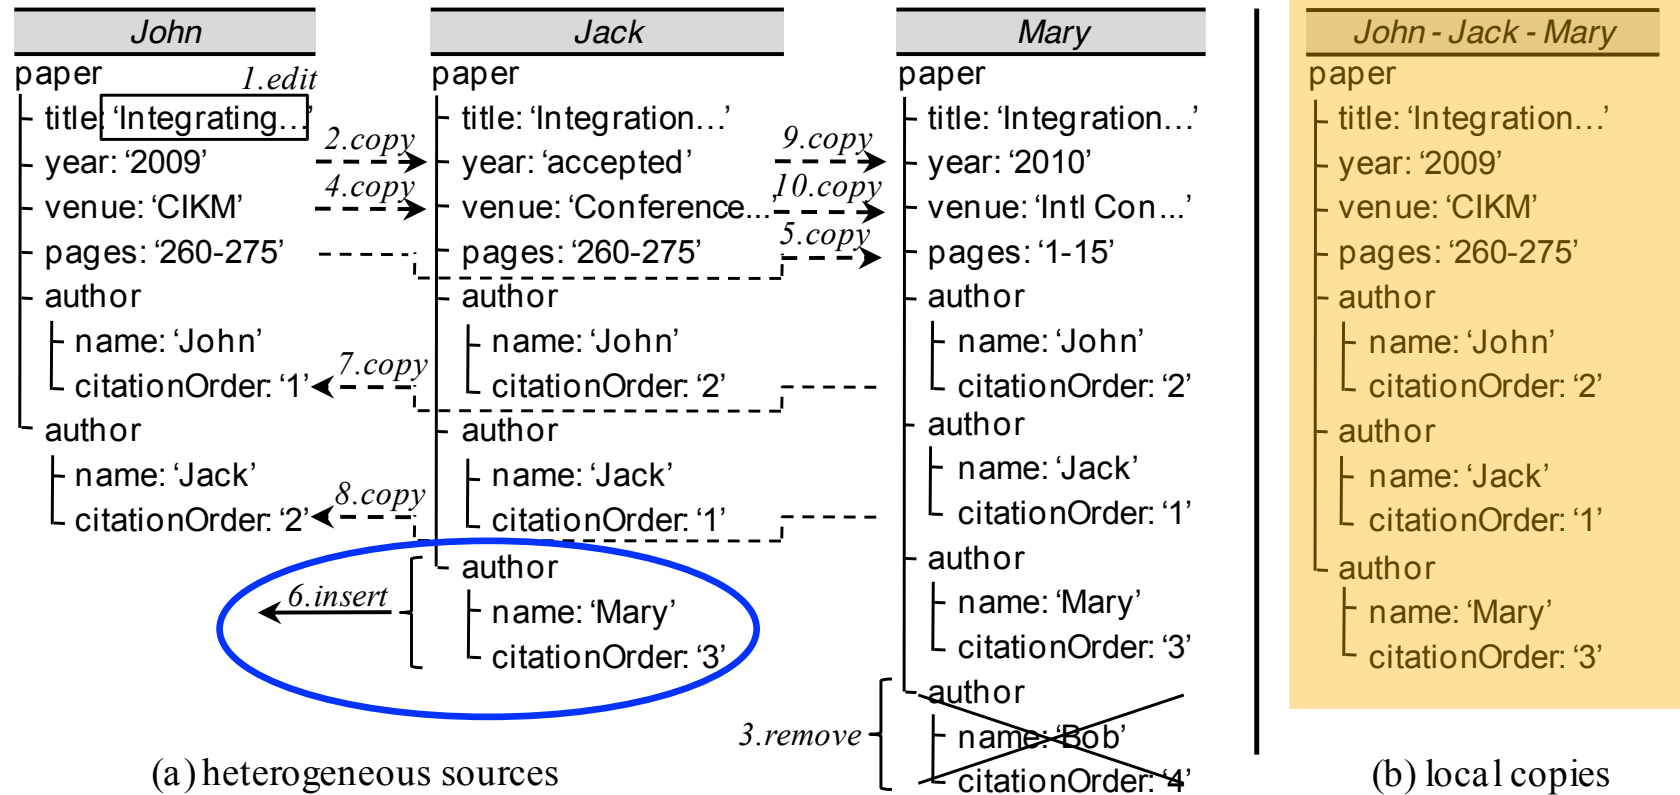 John
paper
1.edit
title: ‘Integrating...’
year: ‘2009’
venue: ‘CIKM’
pages: ‘260-275’
author
name: ‘John’
citationOrder: ‘1’
author
name: ‘Jack’
citationOrder: ‘2’
2.copy
4.copy
7.copy
8.copy
6.insert
Jack
paper
title: ‘Integration...’
year: ‘accepted’
venue: ‘Conference...’
pages: ‘260-275’
author
name: ‘John’
citationOrder: ‘2’
author
name: ‘Jack’
citationOrder: ‘1’
author
name: ‘Mary’
citationOrder: ‘3’
9.copy
10.copy
5.copy
3.remove
Mary
paper
title: ‘Integration...’
year: ‘2010’
venue: ‘Intl Con...’
pages: ‘1-15’
author
name: ‘John’
citationOrder: ‘2’
author
name: ‘Jack’
citationOrder: ‘1’
author
name: ‘Mary’
citationOrder: ‘3’
author
name: ‘Bob’
citationOrder: ‘4’
(a) heterogeneous sources
John - Jack - Mary
paper
title: ‘Integration...’
year: ‘2009’
venue: ‘CIKM’
pages: ‘260-275’
author
name: ‘John’
citationOrder: ‘2’
author
name: ‘Jack’
citationOrder: ‘1’
author
name: ‘Mary’
citationOrder: ‘3’
(b) local copies